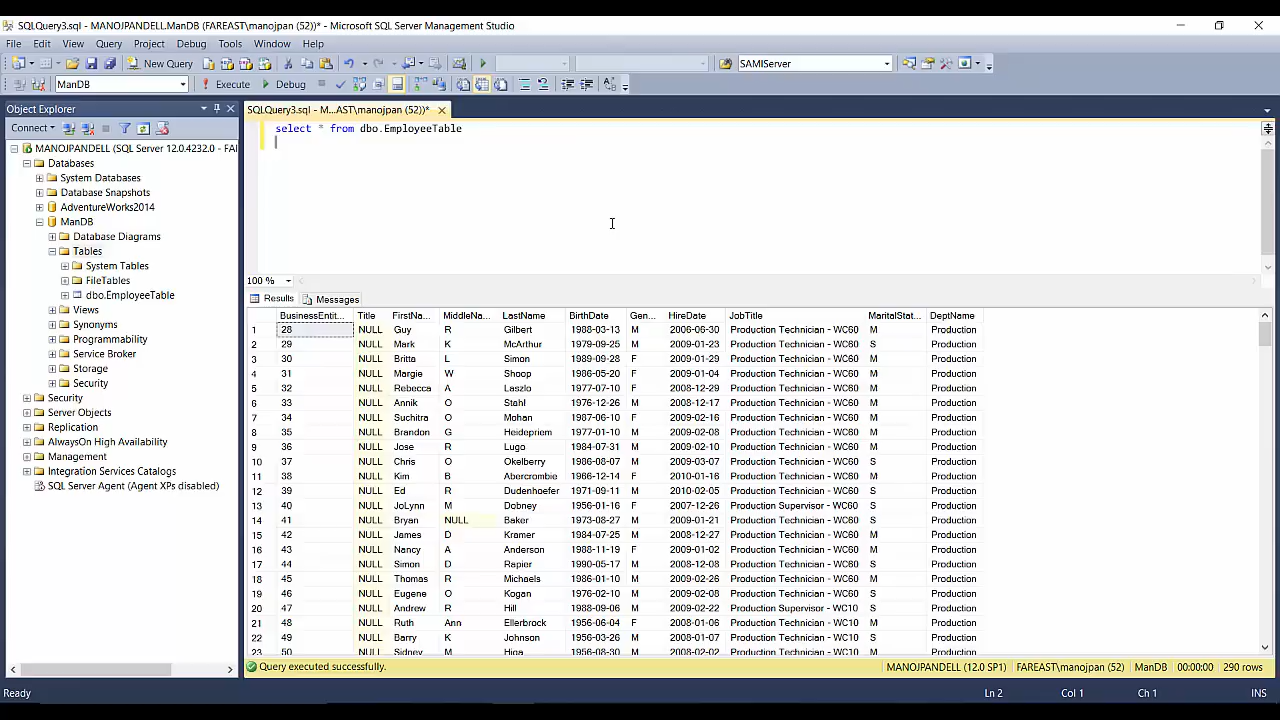 SQLQuery3.sql - MANOJPANDELL.ManDB (FAREAST\manojpan (52))* - Microsoft SQL Server Management Studio
File Edit View Query Project Debug Tools Window Help
New Query SAMIServer
ManDB Execute Debug
Object Explorer
Connect
MANOJPANDELL (SQL Server 12.0.4232.0 - FAI
Databases
System Databases
Database Snapshots
AdventureWorks2014
ManDB
Database Diagrams
Tables
System Tables
FileTables
dbo.EmployeeTable
Views
Synonyms
Programmability
Service Broker
Storage
Security
Security
Server Objects
Replication
AlwaysOn High Availability
Management
Integration Services Catalogs
SQL Server Agent (Agent XPs disabled)
SQLQuery3.sql - M...AST\manojpan (52))*
select * from dbo.EmployeeTable
100 %
Results Messages
BusinessEntit... Title FirstNa... MiddleNa... LastName BirthDate Gen... HireDate JobTitle MaritalStat... DeptName
1 28 NULL Guy R Gilbert 1988-03-13 M 2006-06-30 Production Technician - WC60 M Production
2 29 NULL Mark K McArthur 1979-09-25 M 2009-01-23 Production Technician - WC60 S Production
3 30 NULL Britta L Simon 1989-09-28 F 2009-01-29 Production Technician - WC60 M Production
4 31 NULL Margie W Shoop 1986-05-20 F 2009-01-04 Production Technician - WC60 M Production
5 32 NULL Rebecca A Laszlo 1977-07-10 F 2008-12-29 Production Technician - WC60 M Production
6 33 NULL Annik O Stahl 1976-12-26 M 2008-12-17 Production Technician - WC60 M Production
7 34 NULL Suchitra O Mohan 1987-06-10 F 2009-02-16 Production Technician - WC60 M Production
8 35 NULL Brandon G Heidepriem 1977-01-10 M 2009-02-08 Production Technician - WC60 M Production
9 36 NULL Jose R Lugo 1984-07-31 M 2009-02-10 Production Technician - WC60 M Production
10 37 NULL Chris O Okelberry 1986-08-07 M 2009-03-07 Production Technician - WC60 S Production
11 38 NULL Kim B Abercrombie 1966-12-14 F 2010-01-16 Production Technician - WC60 M Production
12 39 NULL Ed R Dudenhoefer 1971-09-11 M 2010-02-05 Production Technician - WC60 S Production
13 40 NULL JoLynn M Dobney 1956-01-16 F 2007-12-26 Production Supervisor - WC60 S Production
14 41 NULL Bryan NULL Baker 1973-08-27 M 2009-01-21 Production Technician - WC60 S Production
15 42 NULL James D Kramer 1984-07-25 M 2008-12-27 Production Technician - WC60 M Production
16 43 NULL Nancy A Anderson 1988-11-19 F 2009-01-02 Production Technician - WC60 M Production
17 44 NULL Simon D Rapier 1990-05-17 M 2008-12-08 Production Technician - WC60 S Production
18 45 NULL Thomas R Michaels 1986-01-10 M 2009-02-26 Production Technician - WC60 M Production
19 46 NULL Eugene O Kogan 1976-02-10 M 2009-02-08 Production Technician - WC60 S Production
20 47 NULL Andrew R Hill 1988-09-06 M 2009-02-22 Production Supervisor - WC10 S Production
21 48 NULL Ruth Ann Ellerbrock 1956-06-04 F 2008-01-06 Production Technician - WC10 M Production
22 49 NULL Barry K Johnson 1956-03-26 M 2008-01-07 Production Technician - WC10 S Production
23 50 NULL Sidney M Higa 1956-08-30 M 2008-02-02 Production Technician - WC10 M Production
Query executed successfully. MANOJPANDELL (12.0 SP1) FAREAST\manojpan (52) ManDB 00:00:00 290 rows
Ready Ln 2 Col 1 Ch 1 INS